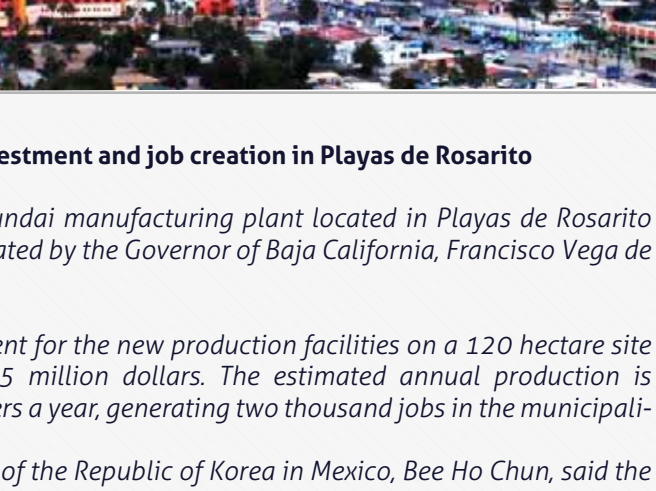 estment and job creation in Playas de Rosarito
undai manufacturing plant located in Playas de Rosarito
ated by the Governor of Baja California, Francisco Vega de
ent for the new production facilities on a 120 hectare site
5 million dollars. The estimated annual production is
ers a year, generating two thousand jobs in the municipali-
of the Republic of Korea in Mexico, Bee Ho Chun, said the